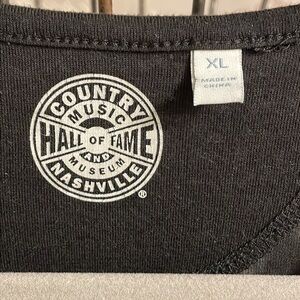 COUNTRY
MUSIC
HALL OF FAME
AND
MUSEUM
NASHVILLE
®
XL
MADE IN
CHINA